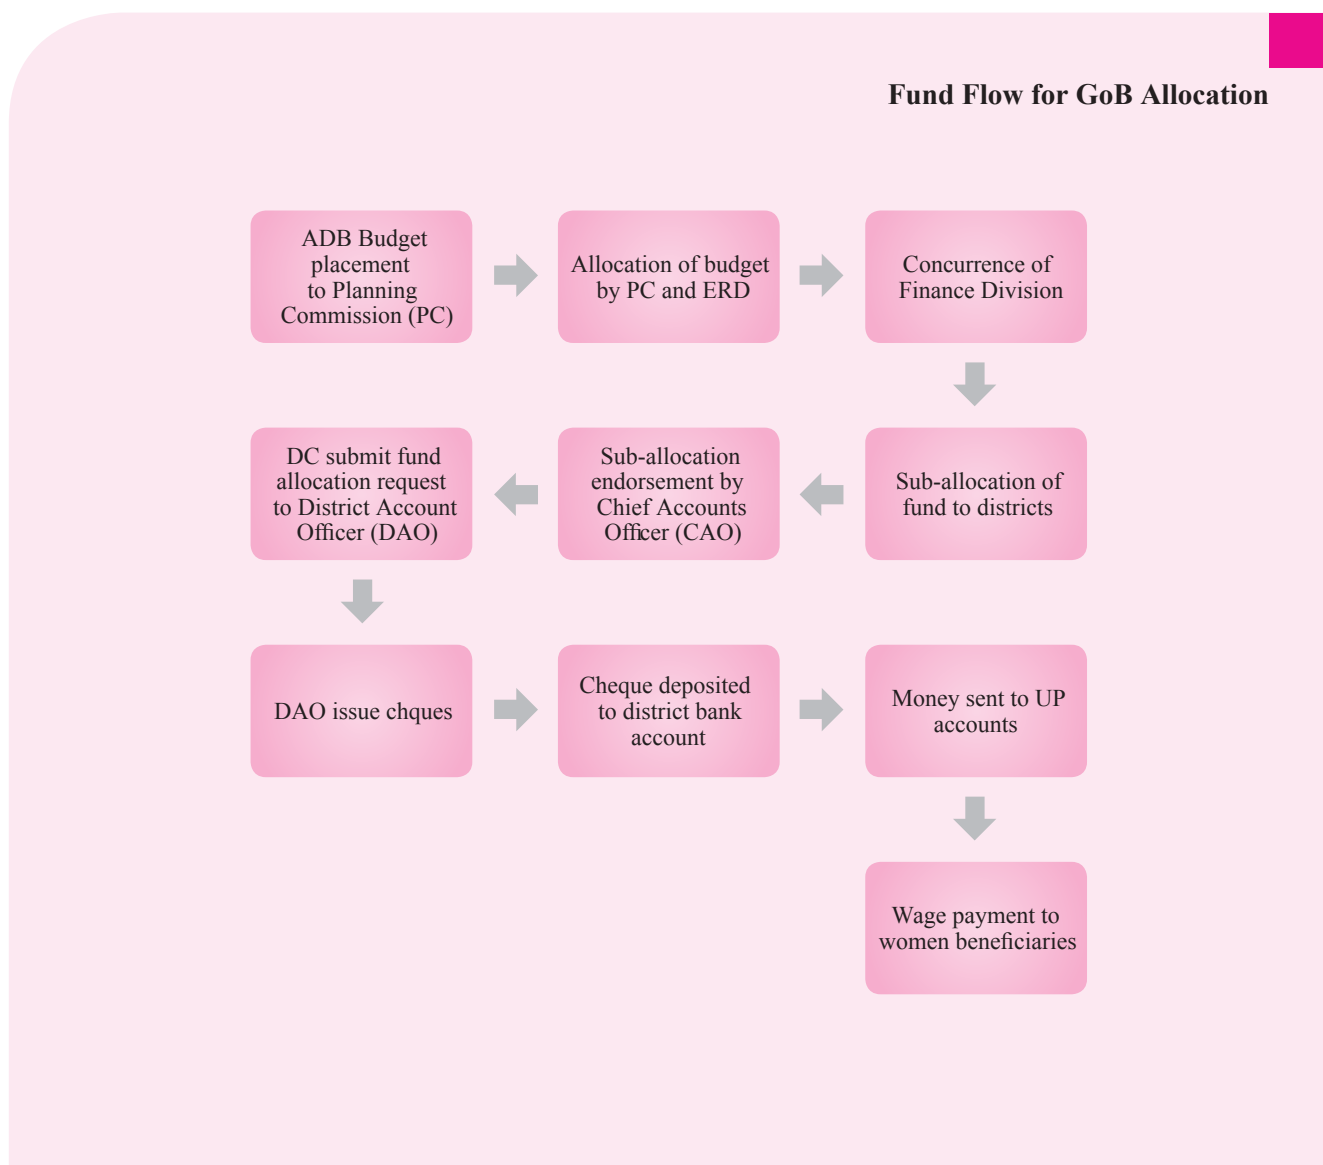 Fund Flow for GoB Allocation
ADB Budget
placement
to Planning
Commission (PC)
Allocation of budget
by PC and ERD
Concurrence of
Finance Division
Sub-allocation of
fund to districts
Sub-allocation
endorsement by
Chief Accounts
Officer (CAO)
DC submit fund
allocation request
to District Account
Officer (DAO)
DAO issue chques
Cheque deposited
to district bank
account
Money sent to UP
accounts
Wage payment to
women beneficiaries